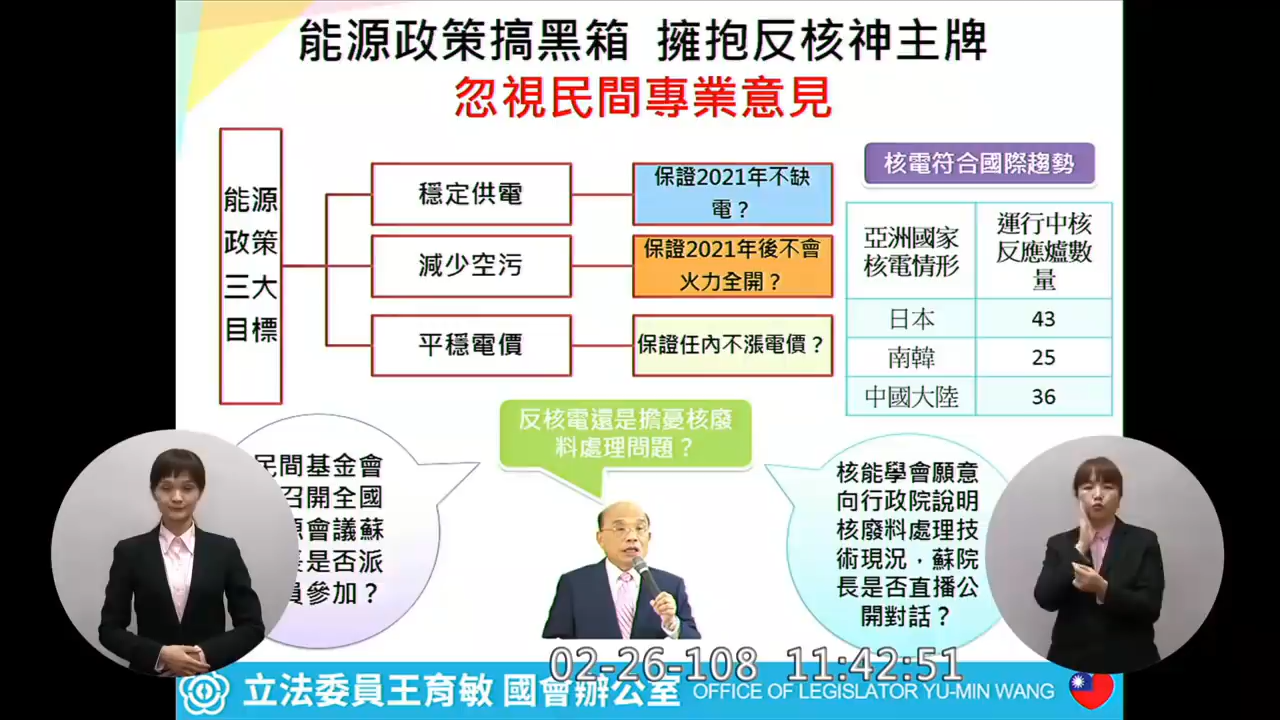 能源政策搞黑箱 擁抱反核神主牌
忽視民間專業意見
能源
政策
三大
目標
穩定供電
保證2021年不缺
電？
減少空污
保證2021年後不會
火力全開？
平穩電價
保證任內不漲電價？
核電符合國際趨勢
亞洲國家
核電情形
運行中核
反應爐數
量
日本
43
南韓
25
中國大陸
36
民間基金會
召開全國
會議蘇
是否派
員參加？
反核電還是擔憂核廢
料處理問題？
核能學會願意
向行政院說明
核廢料處理技
術現況，蘇院
長是否直播公
開對話？
02-26-108 11:42:51
立法委員王育敏 國會辦公室 OFFICE OF LEGISLATOR YU-MIN WANG